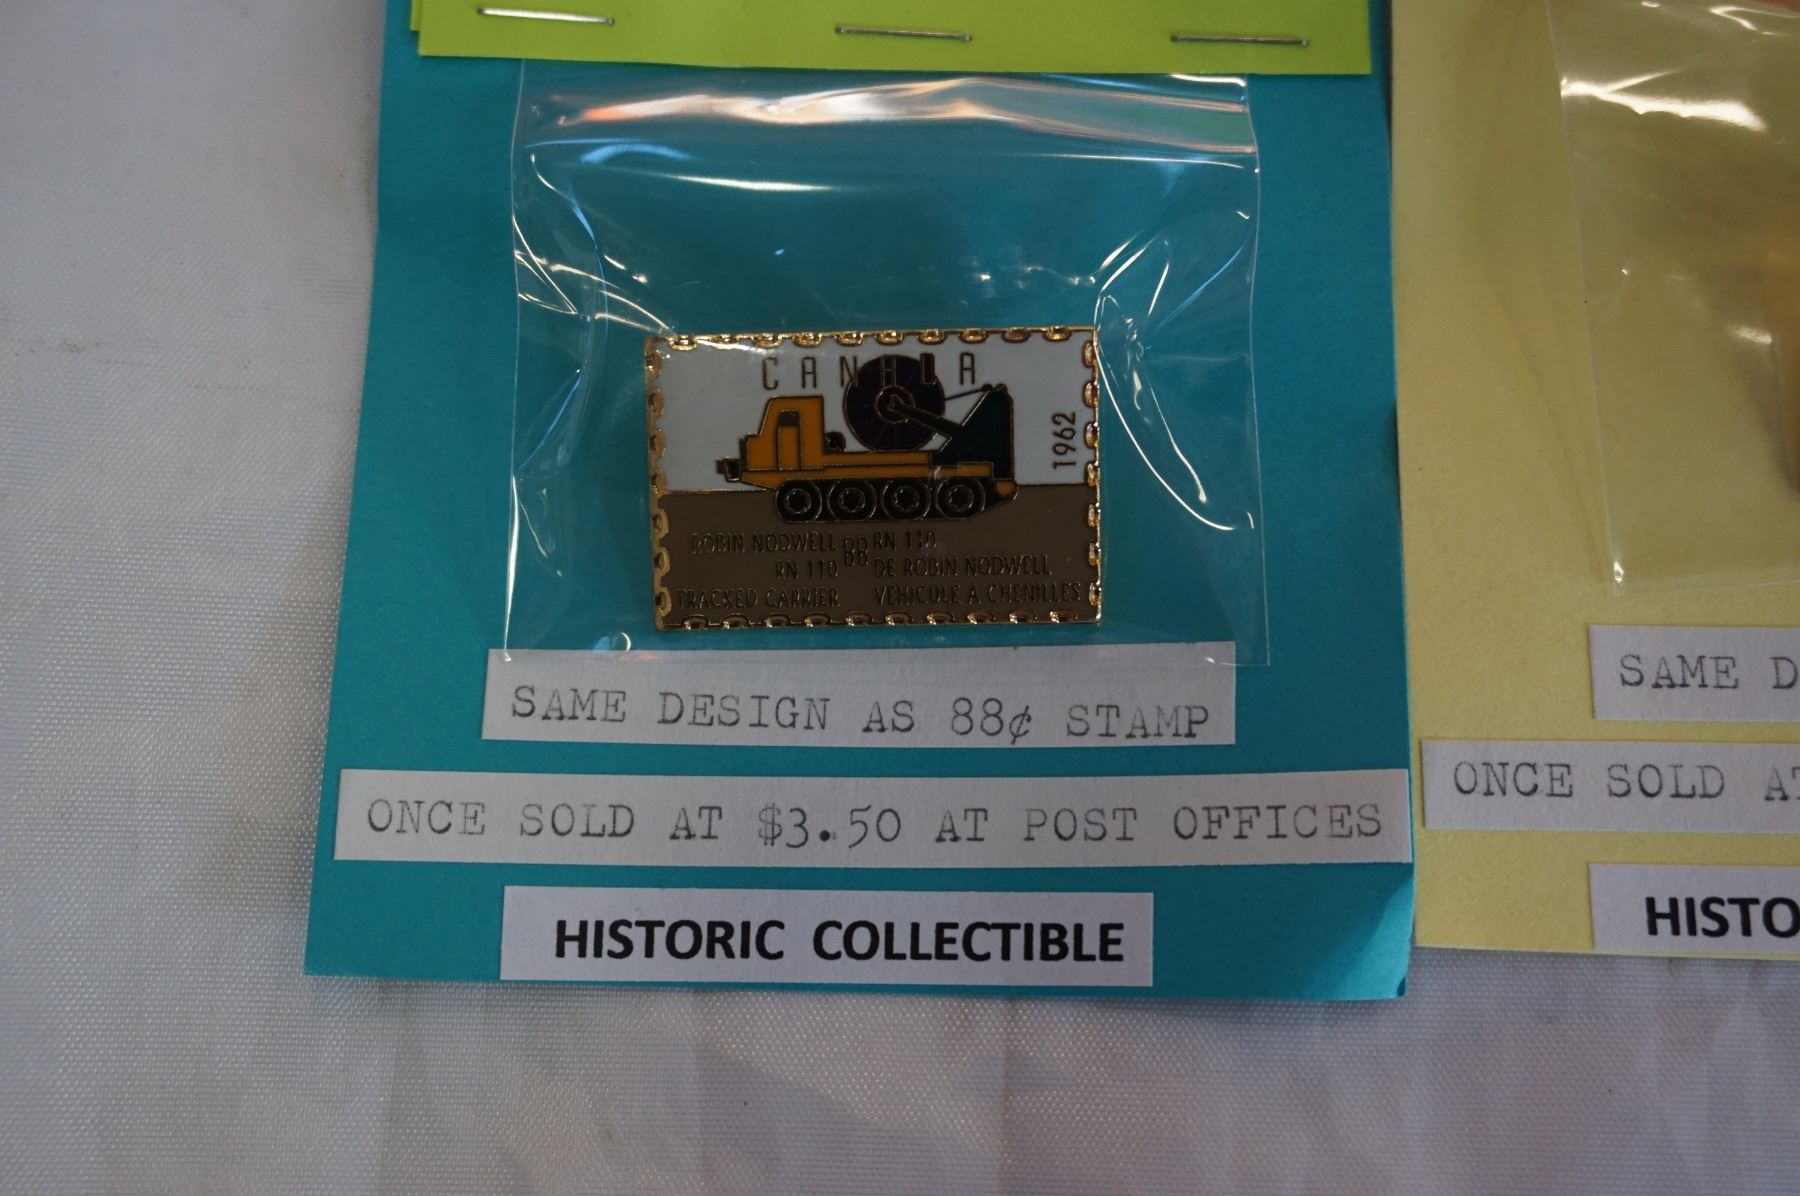 CANADA
1962
ROBIN NODWELL 88 RN 110
RN 110 DE ROBIN NODWELL
TRACKED CARRIER VEHICULE A CHENILLES
SAME DESIGN AS 88¢ STAMP
ONCE SOLD AT $3.50 AT POST OFFICES
HISTORIC COLLECTIBLE
SAME D
ONCE SOLD AT
HISTO